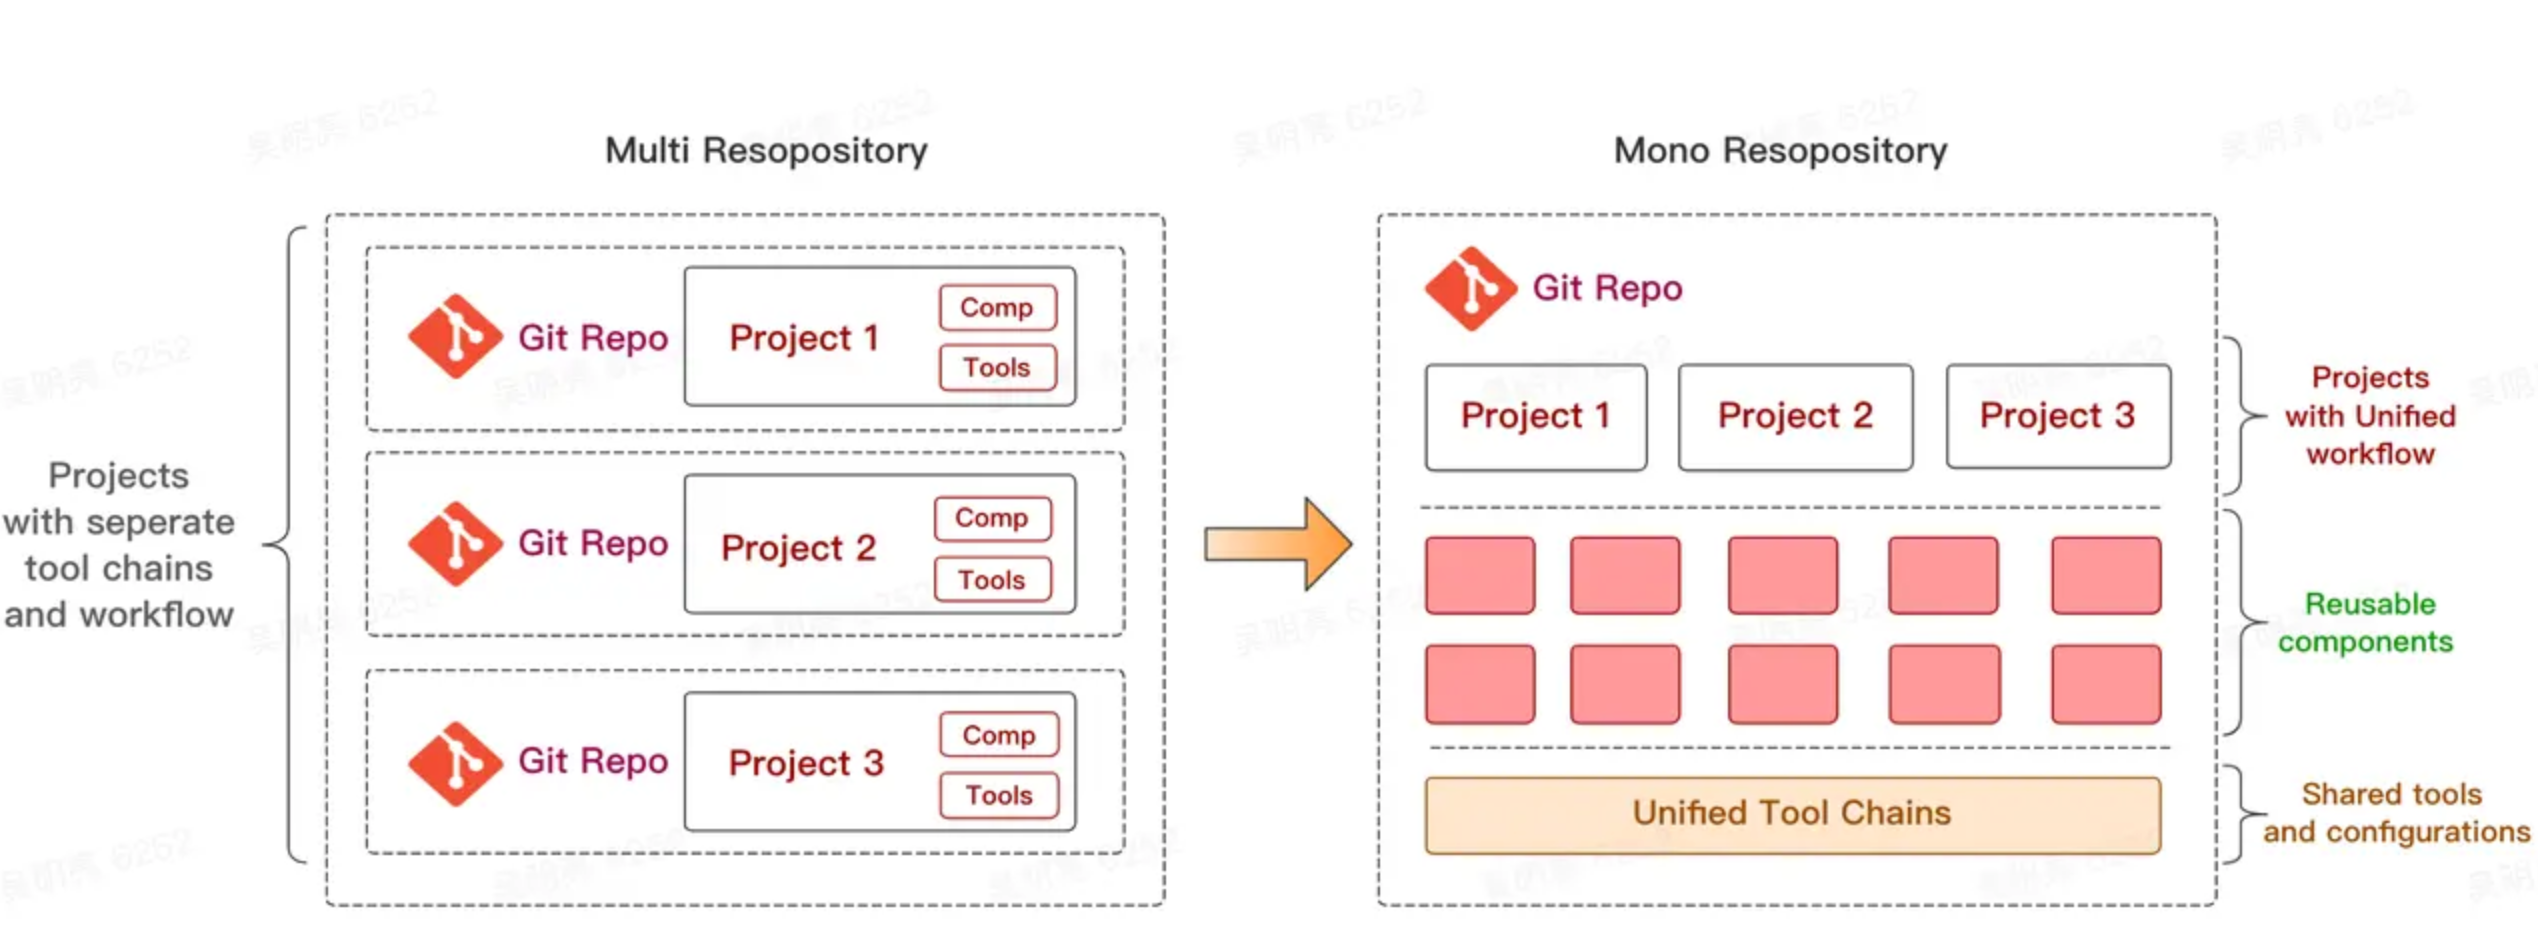 Multi Resopository
Mono Resopository
Projects
with seperate
tool chains
and workflow
Git Repo
Project 1
Comp
Tools
Git Repo
Project 2
Comp
Tools
Git Repo
Project 3
Comp
Tools
Git Repo
Project 1
Project 2
Project 3
Projects
with Unified
workflow
Reusable
components
Unified Tool Chains
Shared tools
and configurations